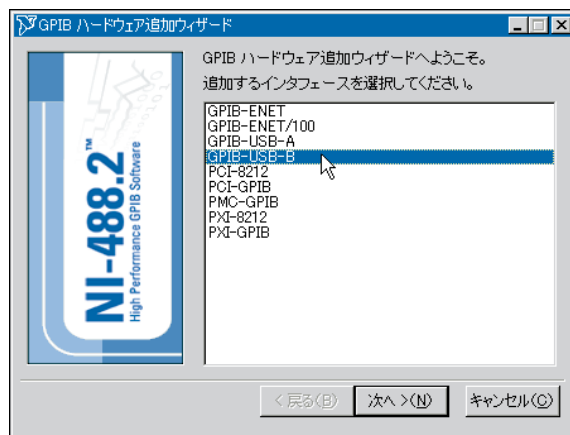 GPIB ハードウェア追加ウィザード
GPIB ハードウェア追加ウィザードへようこそ。
追加するインタフェースを選択してください。
GPIB-ENET
GPIB-ENET/100
GPIB-USB-A
GPIB-USB-B
PCI-8212
PCI-GPIB
PMC-GPIB
PXI-8212
PXI-GPIB
NI-488.2™
High Performance GPIB Software
< 戻る(B)
次へ >(N)
キャンセル(C)